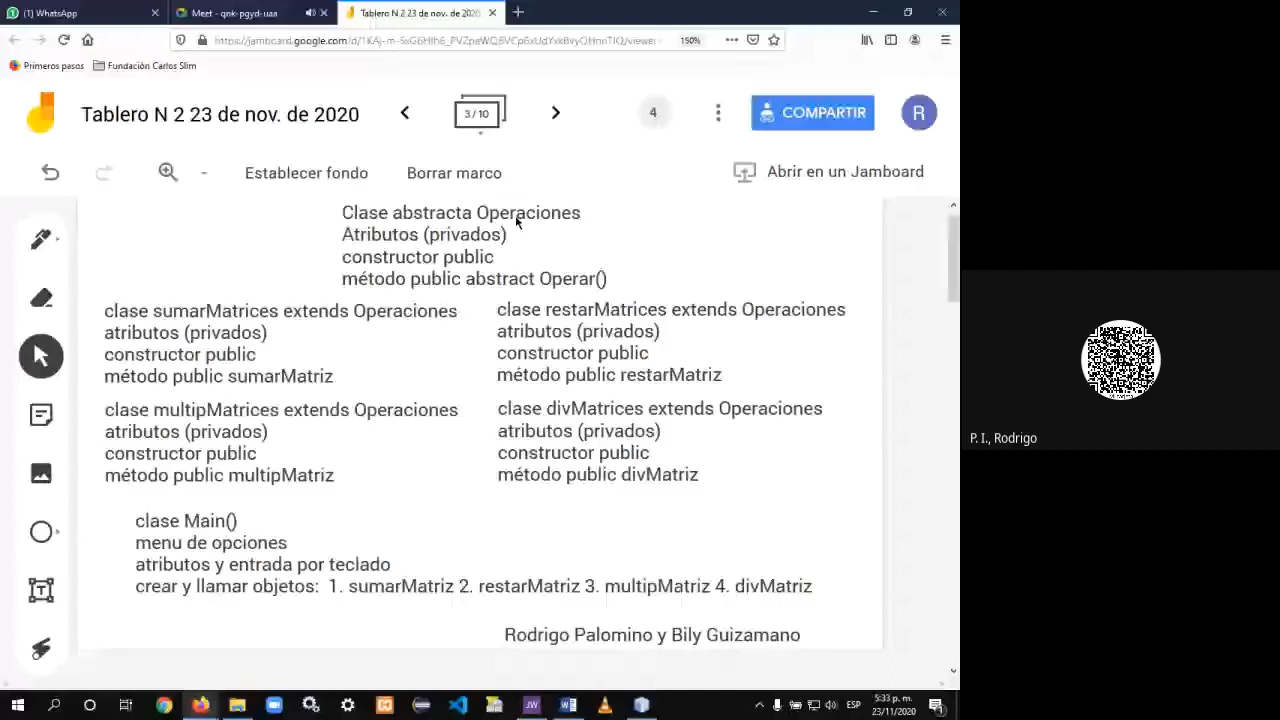 (1) WhatsApp
Meet - qnk-pgyd-uaa
Tablero N 2 23 de nov. de 2020
Primeros pasos
Fundación Carlos Slim
150%
Tablero N 2 23 de nov. de 2020
3 / 10
4
COMPARTIR
R
Establecer fondo
Borrar marco
Abrir en un Jamboard
Clase abstracta Operaciones
Atributos (privados)
constructor public
método public abstract Operar()
clase sumarMatrices extends Operaciones
atributos (privados)
constructor public
método public sumarMatriz
clase restarMatrices extends Operaciones
atributos (privados)
constructor public
método public restarMatriz
clase multipMatrices extends Operaciones
atributos (privados)
constructor public
método public multipMatriz
clase divMatrices extends Operaciones
atributos (privados)
constructor public
método public divMatriz
clase Main()
menu de opciones
atributos y entrada por teclado
crear y llamar objetos: 1. sumarMatriz 2. restarMatriz 3. multipMatriz 4. divMatriz
Rodrigo Palomino y Bily Guizamano
P. I., Rodrigo
ESP
5:33 p. m.
23/11/2020